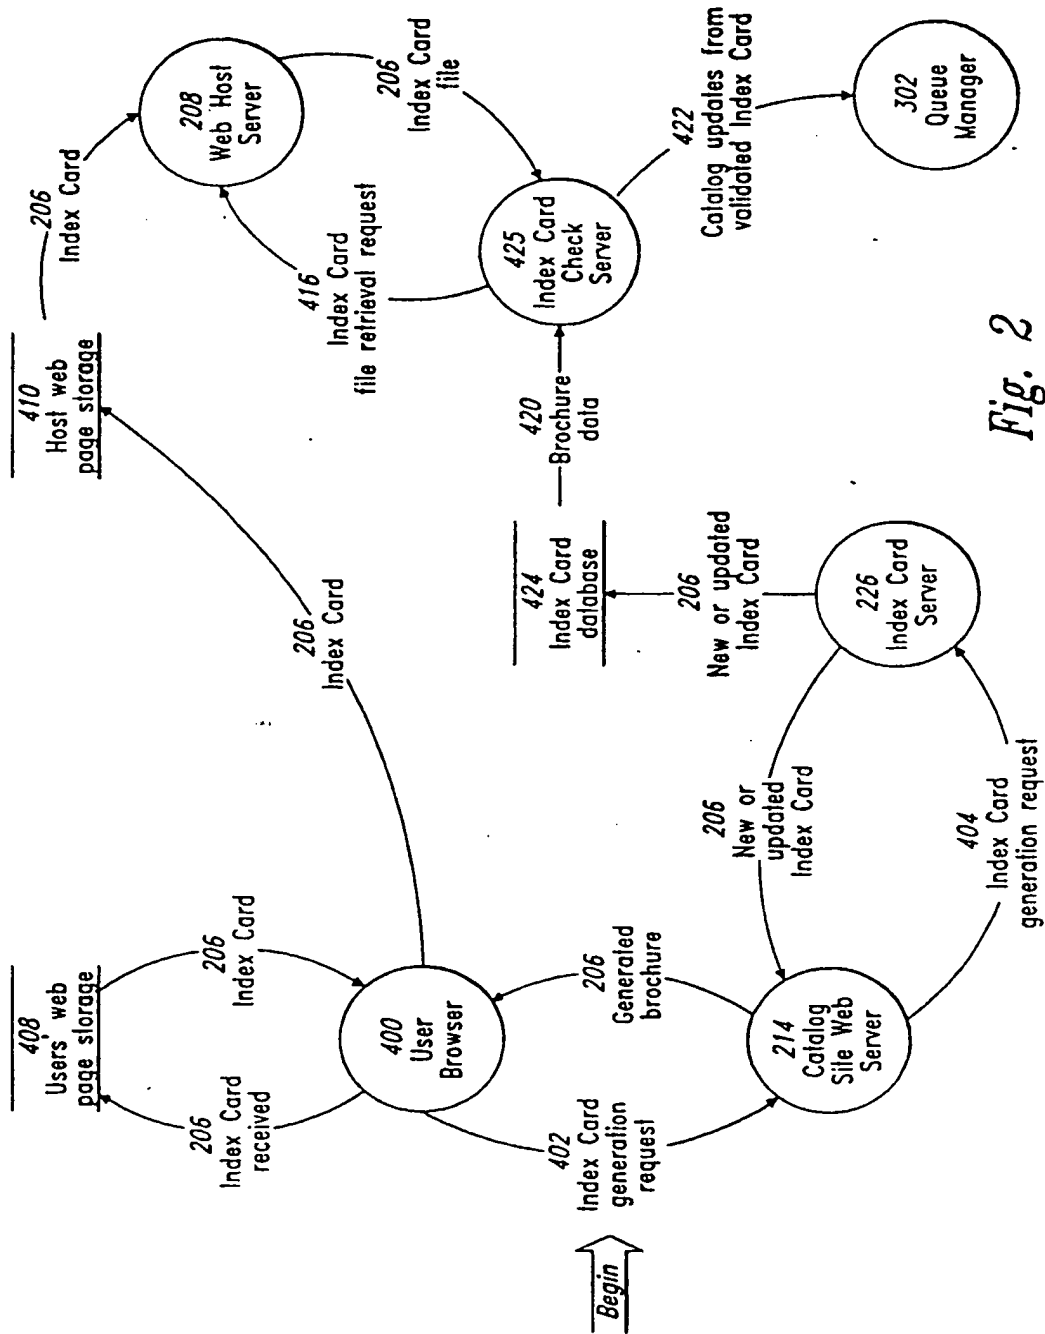 408
Users' web
page storage
206
Index Card
received
206
Index Card
400
User
Browser
206
Index Card
410
Host web
page storage
206
Index Card
208
Web Host
Server
206
Index Card
file
416
Index Card
file retrieval request
425
Index Card
Check
Server
422
Catalog updates from
validated Index Card
302
Queue
Manager
Begin
402
Index Card
generation
request
206
Generated
brochure
214
Catalog
Site Web
Server
206
New or
updated
Index Card
404
Index Card
generation request
226
Index Card
Server
206
New or updated
Index Card
424
Index Card
database
420
Brochure
data
Fig. 2